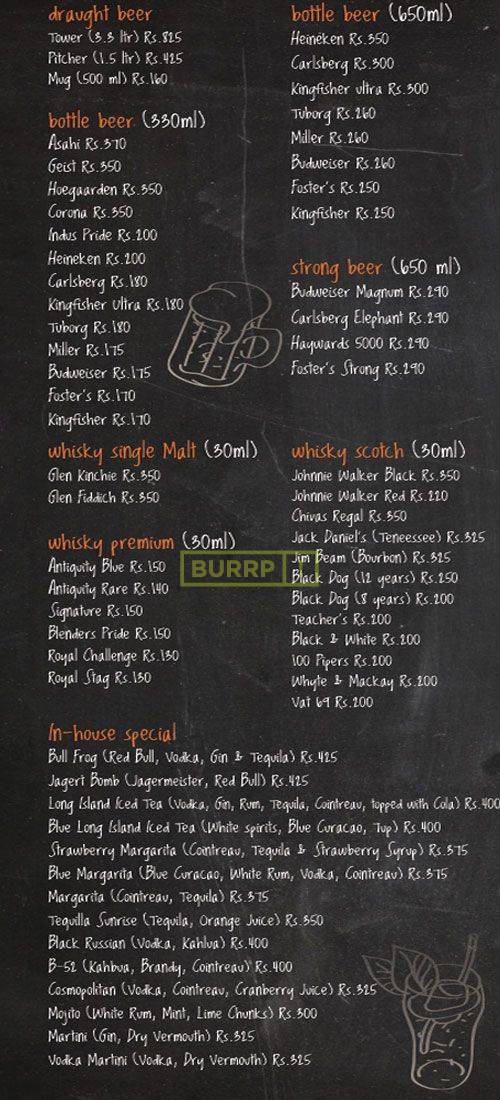 draught beer
Tower (3.3 ltr) Rs.825
Pitcher (1.5 ltr) Rs.425
Mug (500 ml) Rs.160
bottle beer (330ml)
Asahi Rs.370
Geist Rs.350
Hoegaarden Rs.350
Corona Rs.350
Indus Pride Rs.200
Heineken Rs.200
Carlsberg Rs.180
Kingfisher Ultra Rs.180
Tuborg Rs.180
Miller Rs.175
Budweiser Rs.175
Foster's Rs.170
Kingfisher Rs.170
bottle beer (650ml)
Heineken Rs.350
Carlsberg Rs.300
Kingfisher ultra Rs.300
Tuborg Rs.260
Miller Rs.260
Budweiser Rs.260
Foster's Rs.250
Kingfisher Rs.250
strong beer (650 ml)
Budweiser Magnum Rs.290
Carlsberg Elephant Rs.290
Haywards 5000 Rs.290
Foster's Strong Rs.290
whisky single Malt (30ml)
Glen Kinchie Rs.350
Glen Fiddich Rs.350
whisky premium (30ml)
Antiquity Blue Rs.150
Antiquity Rare Rs.140
Signature Rs.150
Blenders Pride Rs.150
Royal Challenge Rs.130
Royal Stag Rs.130
whisky scotch (30ml)
Johnnie Walker Black Rs.350
Johnnie Walker Red Rs.220
Chivas Regal Rs.350
Jack Daniel's (Teneessee) Rs.325
Jim Beam (Bourbon) Rs.325
Black Dog (12 years) Rs.250
Black Dog (8 years) Rs.200
Teacher's Rs.200
Black & White Rs.200
100 Pipers Rs.200
Whyte & Mackay Rs.200
Vat 69 Rs.200
BURRP
In-house special
Bull Frog (Red Bull, Vodka, Gin & Tequila) Rs.425
Jagert Bomb (Jagermeister, Red Bull) Rs.425
Long Island Iced Tea (Vodka, Gin, Rum, Tequila, Cointreau, topped with Cola) Rs.400
Blue Long Island Iced Tea (White spirits, Blue Curacao, 7up) Rs.400
Strawberry Margarita (Cointreau, Tequila & Strawberry Syrup) Rs.375
Blue Margarita (Blue Curacao, White Rum, Vodka, Cointreau) Rs.375
Margarita (Cointreau, Tequila) Rs.375
Tequilla Sunrise (Tequila, Orange Juice) Rs.350
Black Russian (Vodka, Kahlua) Rs.400
B-52 (Kahbua, Brandy, Cointreau) Rs.400
Cosmopolitan (Vodka, Cointreau, Cranberry Juice) Rs.325
Mojito (White Rum, Mint, Lime Chunks) Rs.300
Martini (Gin, Dry Vermouth) Rs.325
Vodka Martini (Vodka, Dry Vermouth) Rs.325